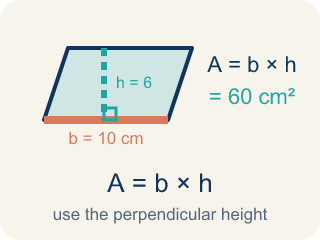 h = 6
A = b × h
= 60 cm²
b = 10 cm
A = b × h
use the perpendicular height